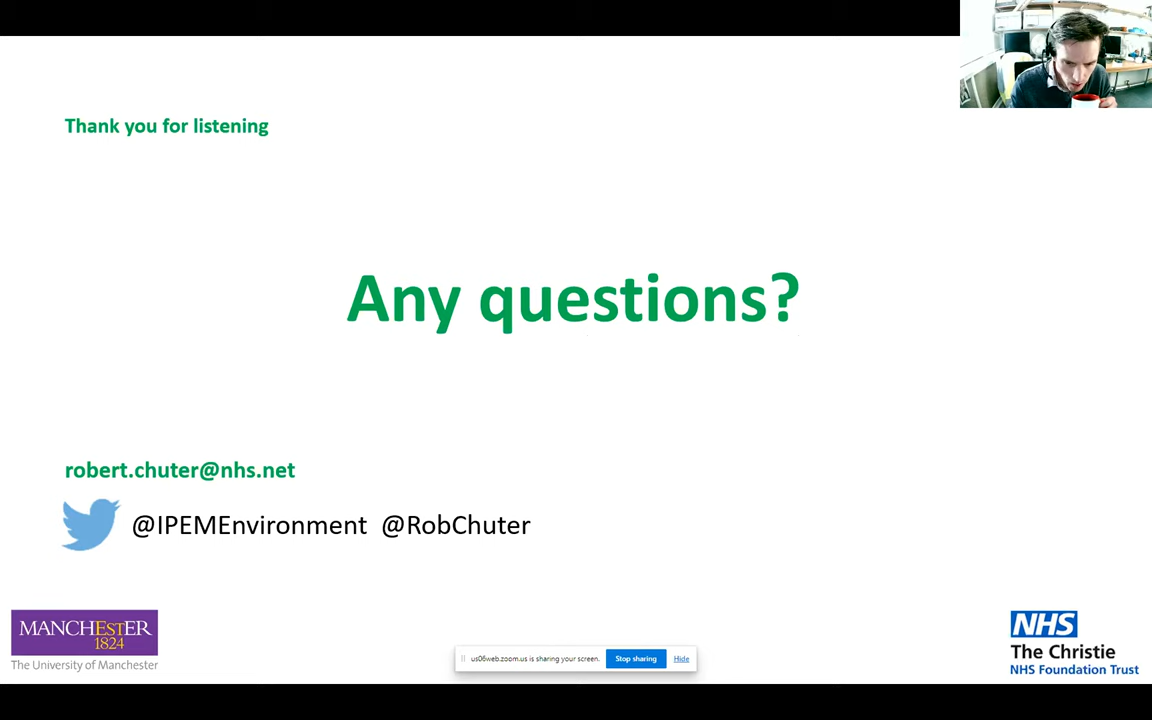 Thank you for listening
Any questions?
robert.chuter@nhs.net
@IPEMEnvironment @RobChuter
MANCHESTER
1824
The University of Manchester
us06web.zoom.us is sharing your screen. Stop sharing Hide
NHS
The Christie
NHS Foundation Trust